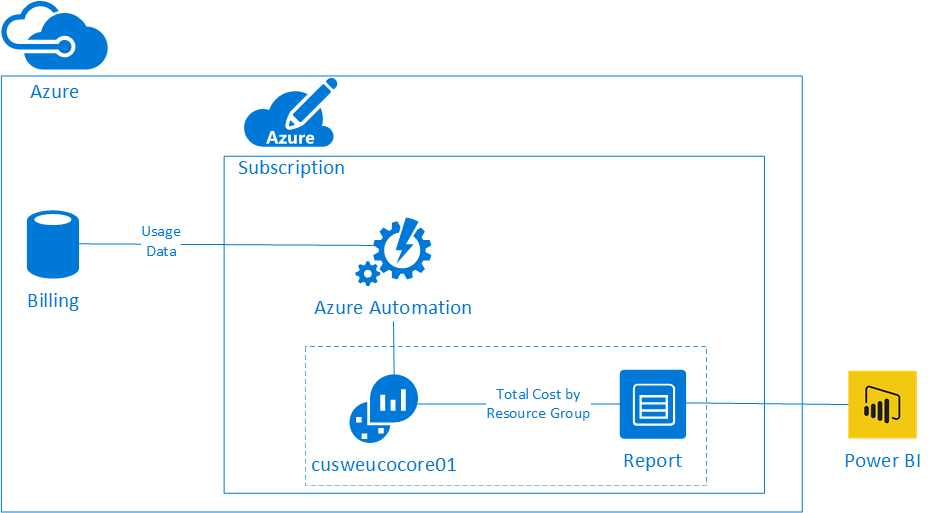 Azure
Azure
Subscription
Usage
Data
Billing
Azure Automation
Total Cost by
Resource Group
cusweucocore01
Report
Power BI